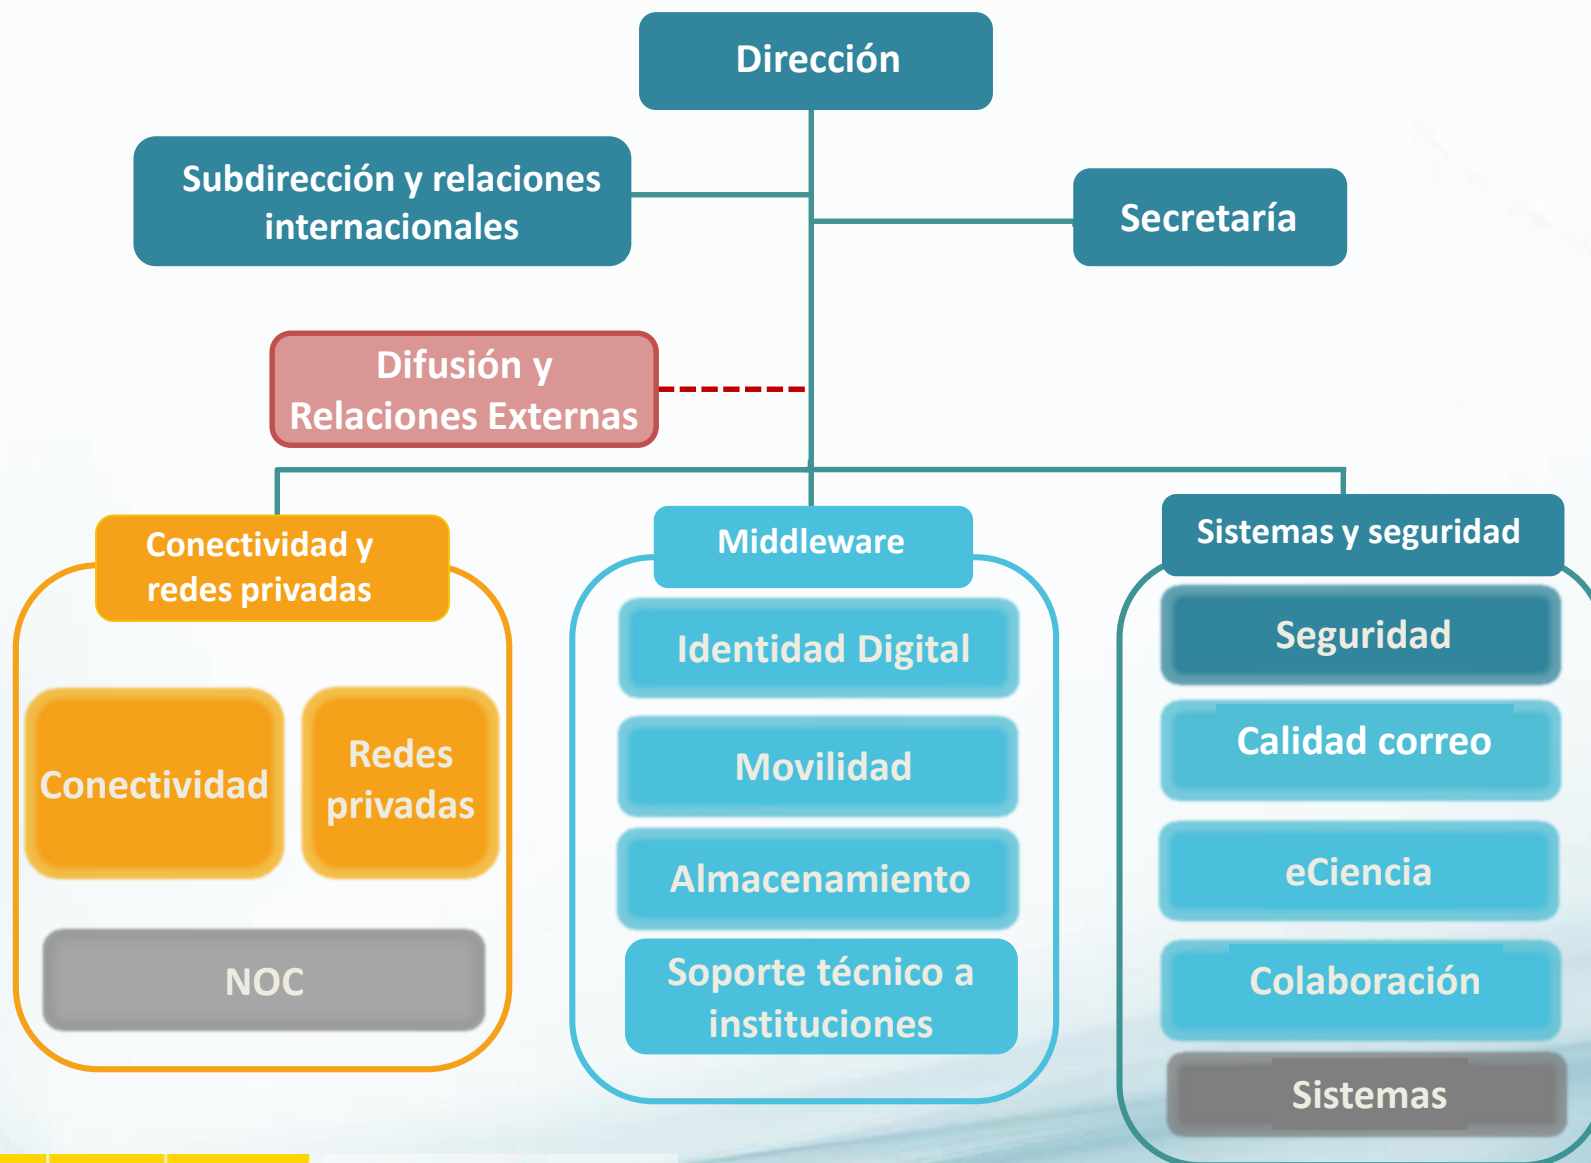 Dirección
Subdirección y relaciones
internacionales
Secretaría
Difusión y
Relaciones Externas
Conectividad y
redes privadas
Conectividad
Redes
privadas
NOC
Middleware
Identidad Digital
Movilidad
Almacenamiento
Soporte técnico a
instituciones
Sistemas y seguridad
Seguridad
Calidad correo
eCiencia
Colaboración
Sistemas